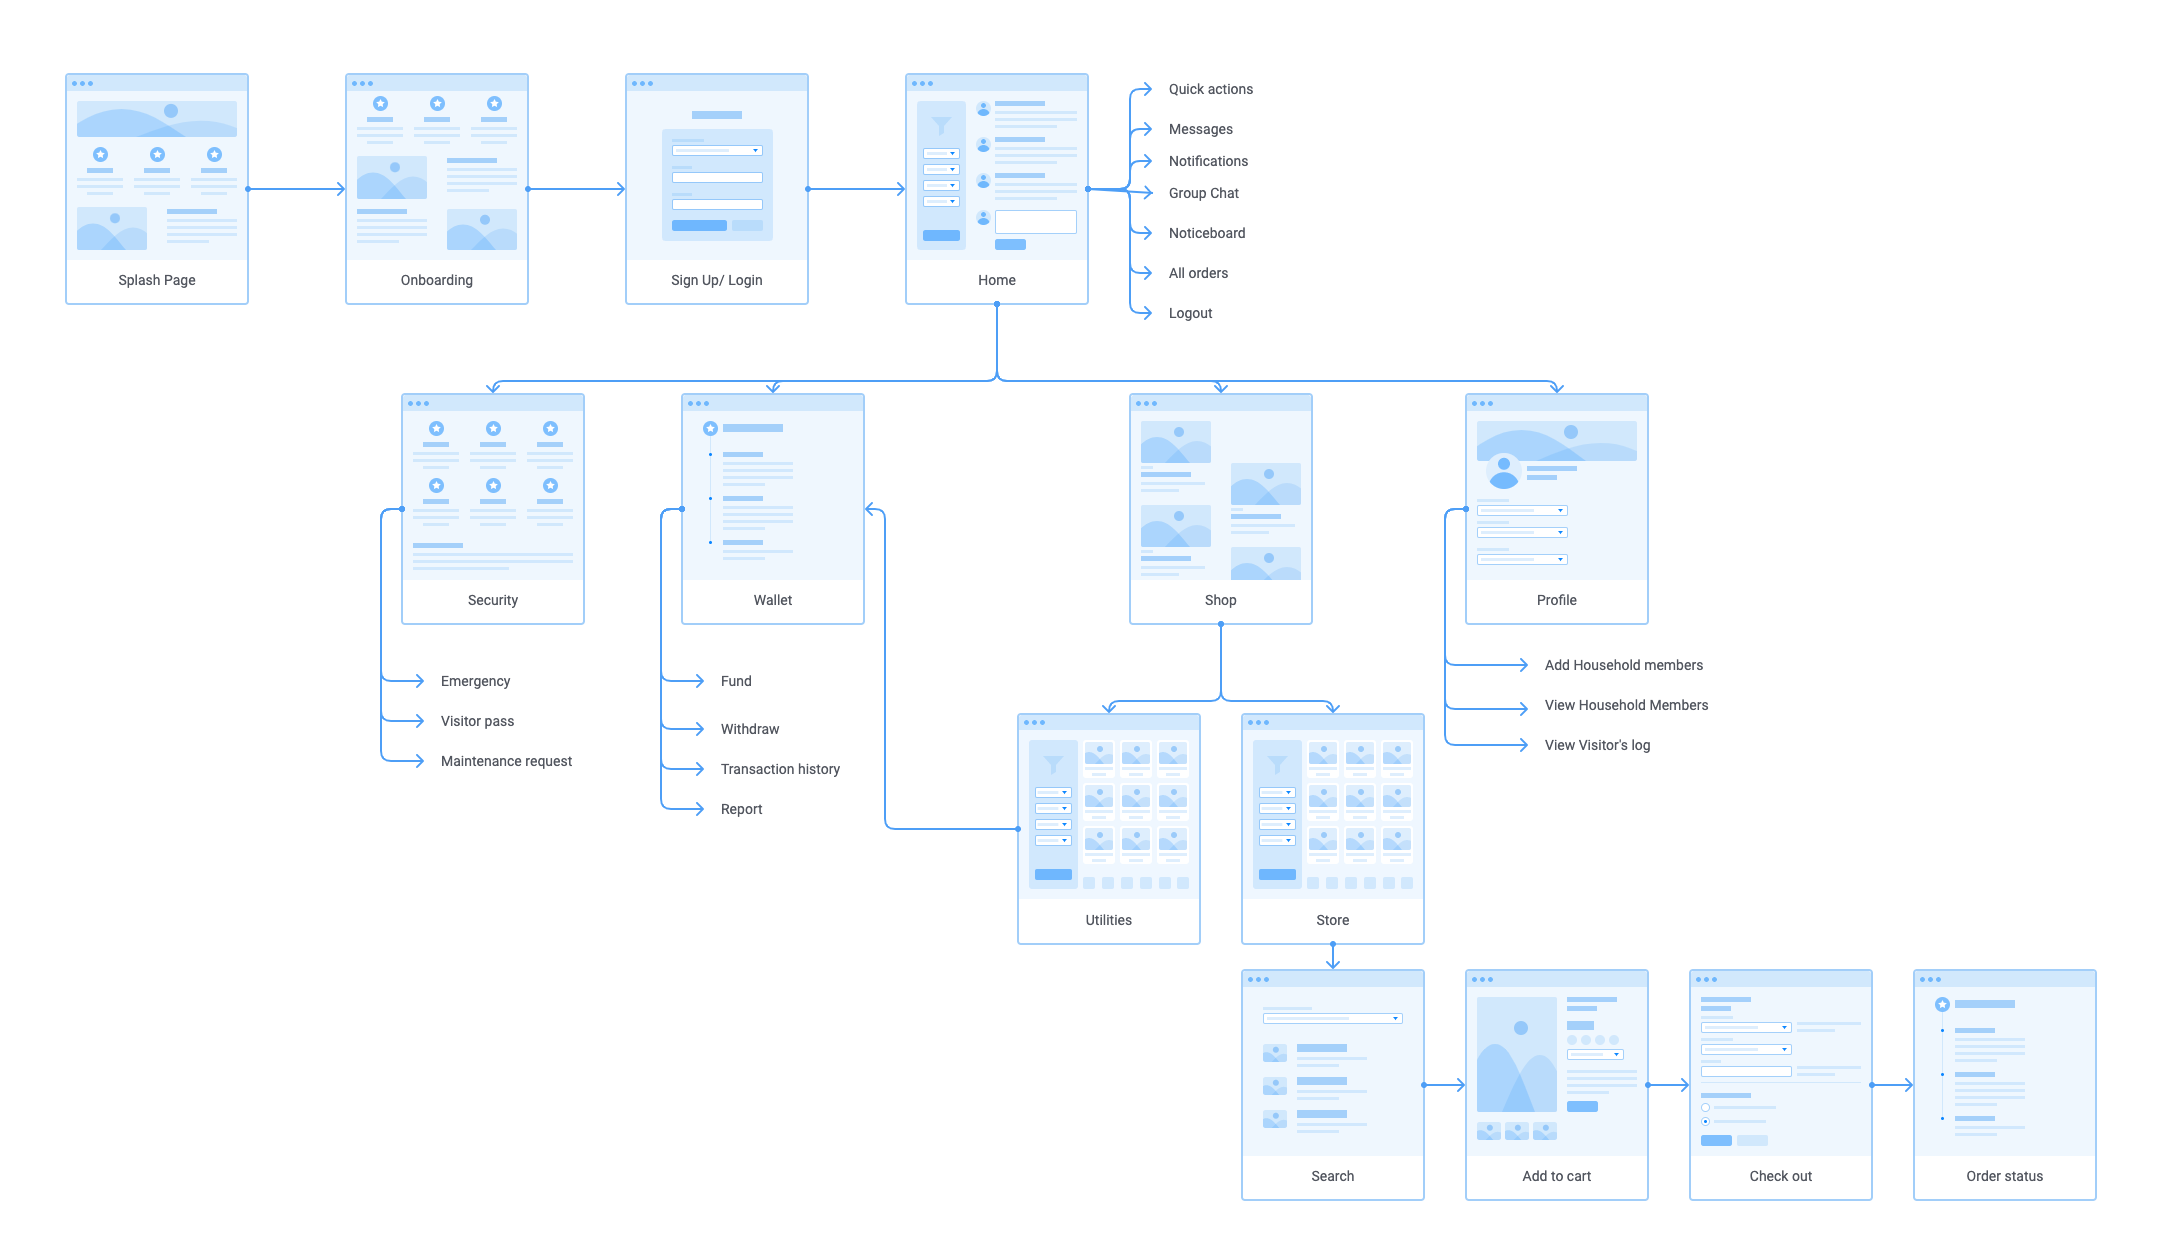 Splash Page
Onboarding
Sign Up/ Login
Home
Quick actions
Messages
Notifications
Group Chat
Noticeboard
All orders
Logout
Security
Wallet
Shop
Profile
Emergency
Visitor pass
Maintenance request
Fund
Withdraw
Transaction history
Report
Add Household members
View Household Members
View Visitor's log
Utilities
Store
Search
Add to cart
Check out
Order status